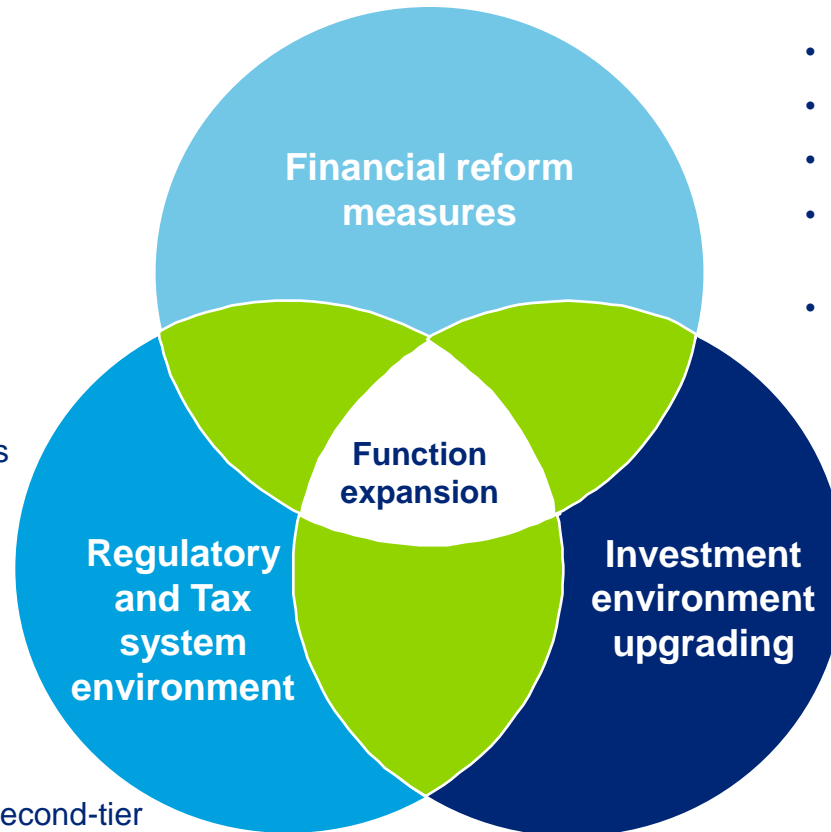 Financial reform
measures
s
Function
expansion
Regulatory
and Tax
system
environment
Investment
environment
upgrading
econd-tier